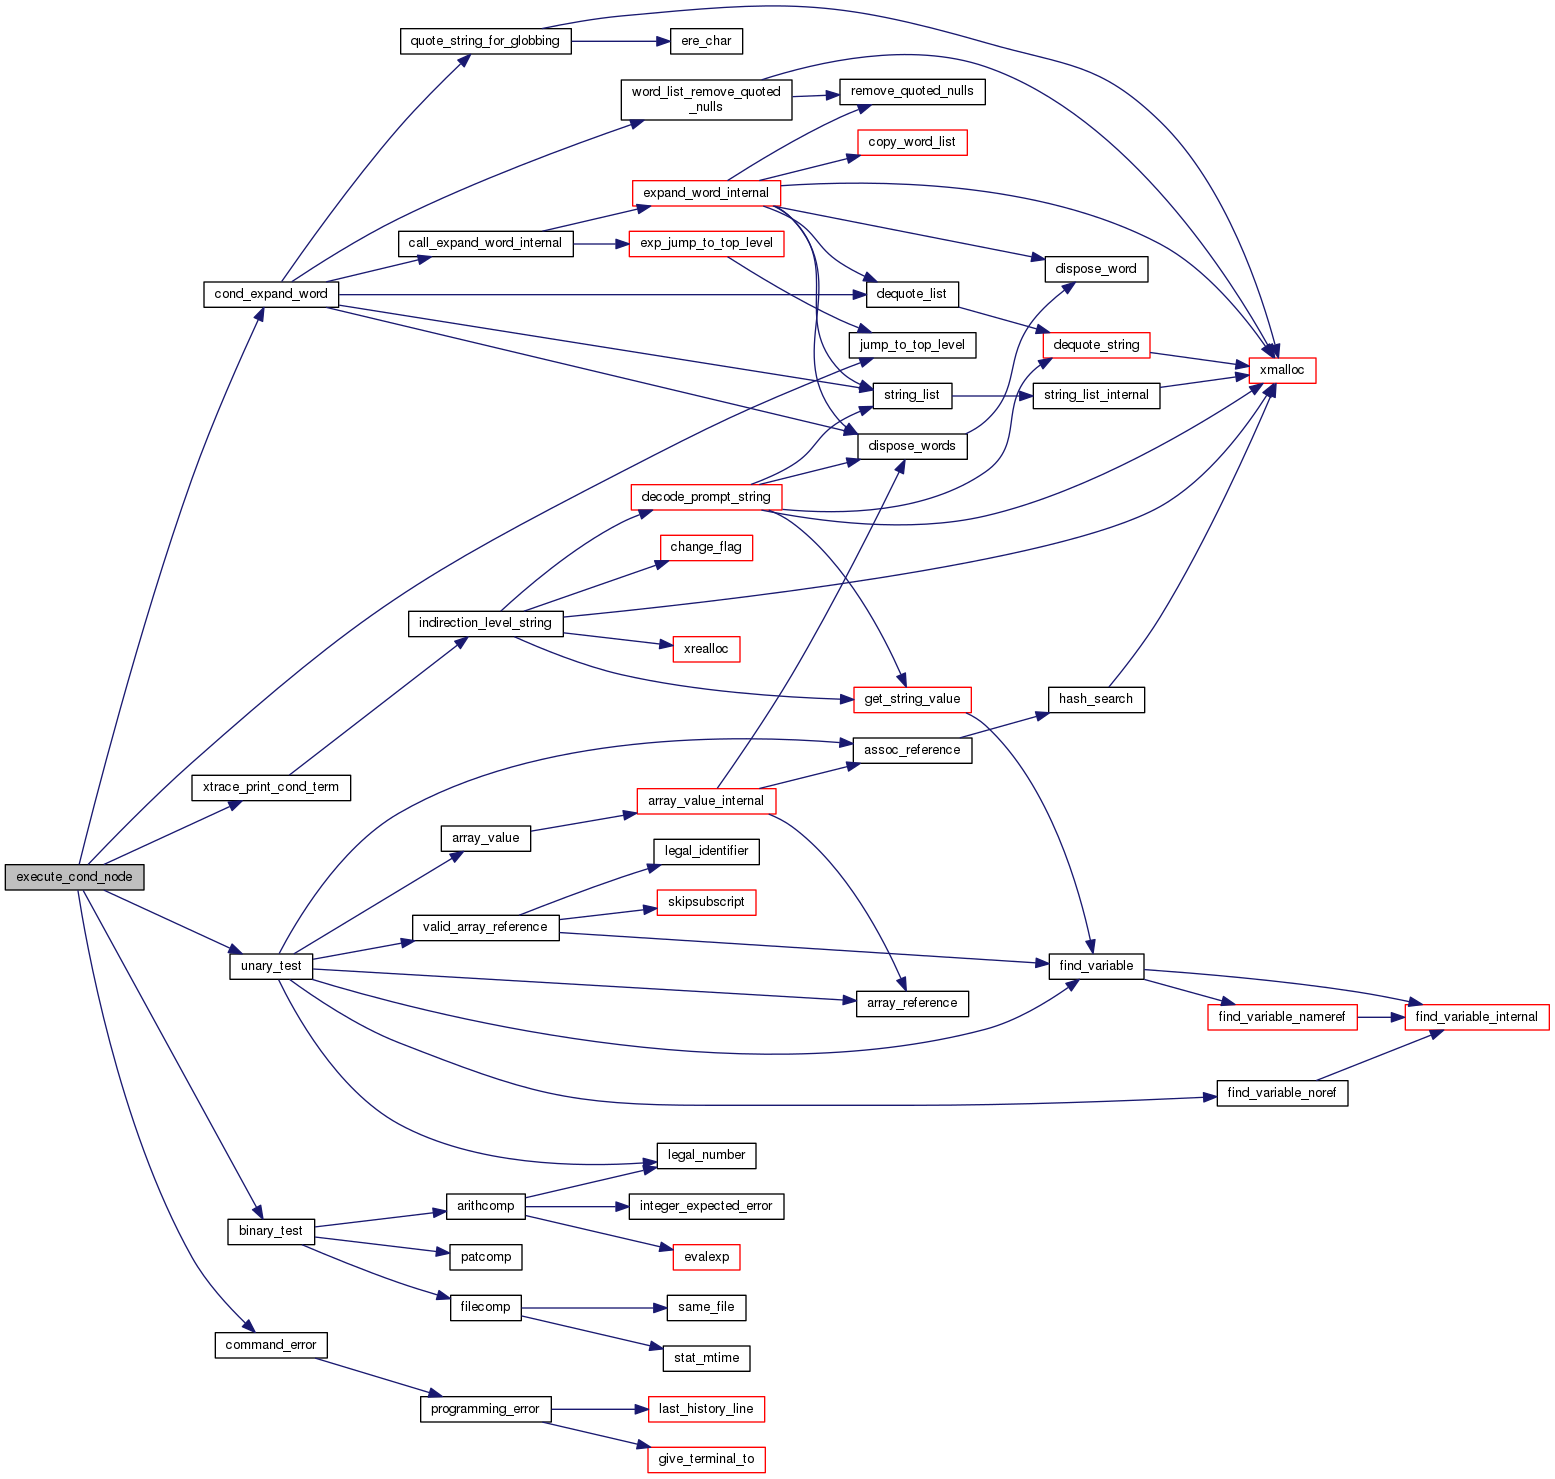 quote_string_for_globbing
ere_char
word_list_remove_quoted
_nulls
remove_quoted_nulls
copy_word_list
expand_word_internal
call_expand_word_internal
exp_jump_to_top_level
dispose_word
cond_expand_word
dequote_list
jump_to_top_level
dequote_string
xmalloc
string_list
string_list_internal
dispose_words
decode_prompt_string
change_flag
indirection_level_string
xrealloc
get_string_value
hash_search
assoc_reference
xtrace_print_cond_term
array_value_internal
array_value
legal_identifier
execute_cond_node
skipsubscript
valid_array_reference
unary_test
find_variable
array_reference
find_variable_nameref
find_variable_internal
find_variable_noref
legal_number
arithcomp
integer_expected_error
binary_test
patcomp
evalexp
filecomp
same_file
command_error
stat_mtime
programming_error
last_history_line
give_terminal_to